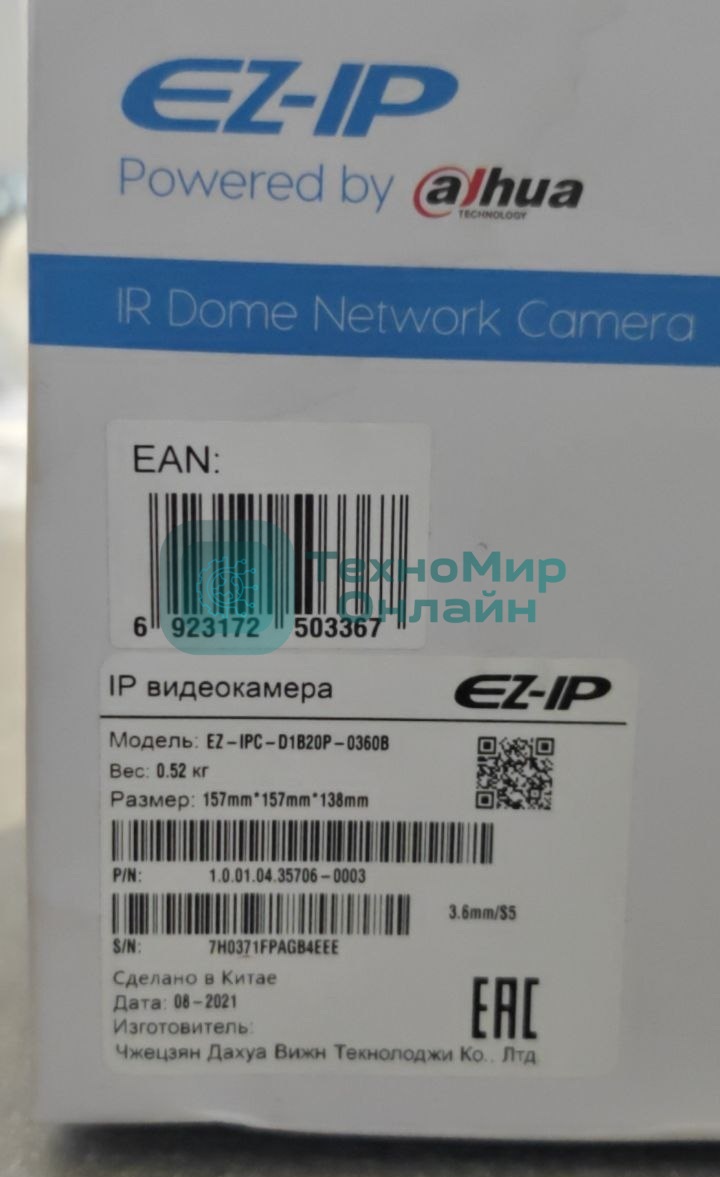 EZ-IP
Powered by alhua
TECHNOLOGY
IR Dome Network Camera
EAN:
6 923172 503367
ТехноМир
Онлайн
IP видеокамера EZ-IP
Модель: EZ-IPC-D1B20P-0360B
Вес: 0.52 кг
Размер: 157mm*157mm*138mm
P/N: 1.0.01.04.35706-0003
3.6mm/S5
S/N: 7H0371FPAGB4EEE
Сделано в Китае
Дата: 08-2021
EAC
Изготовитель:
Чжецзян Дахуа Вижн Текнолоджи Ко.. Лтд